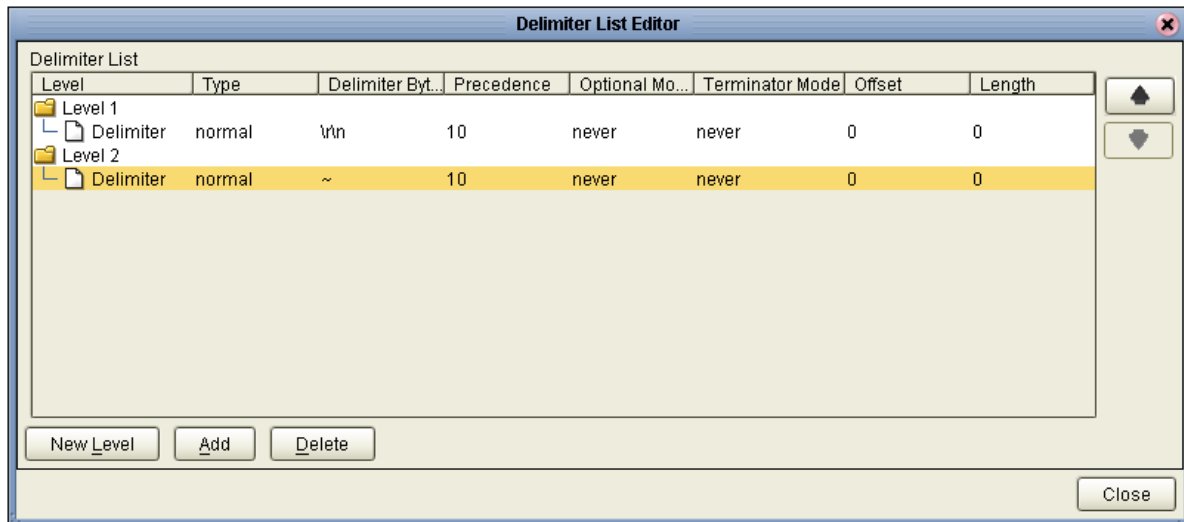 Delimiter List Editor
Delimiter List
Level Type Delimiter Byt... Precedence Optional Mo... Terminator Mode Offset Length
Level 1
Delimiter normal \r\n 10 never never 0 0
Level 2
Delimiter normal ~ 10 never never 0 0
New Level Add Delete
Close